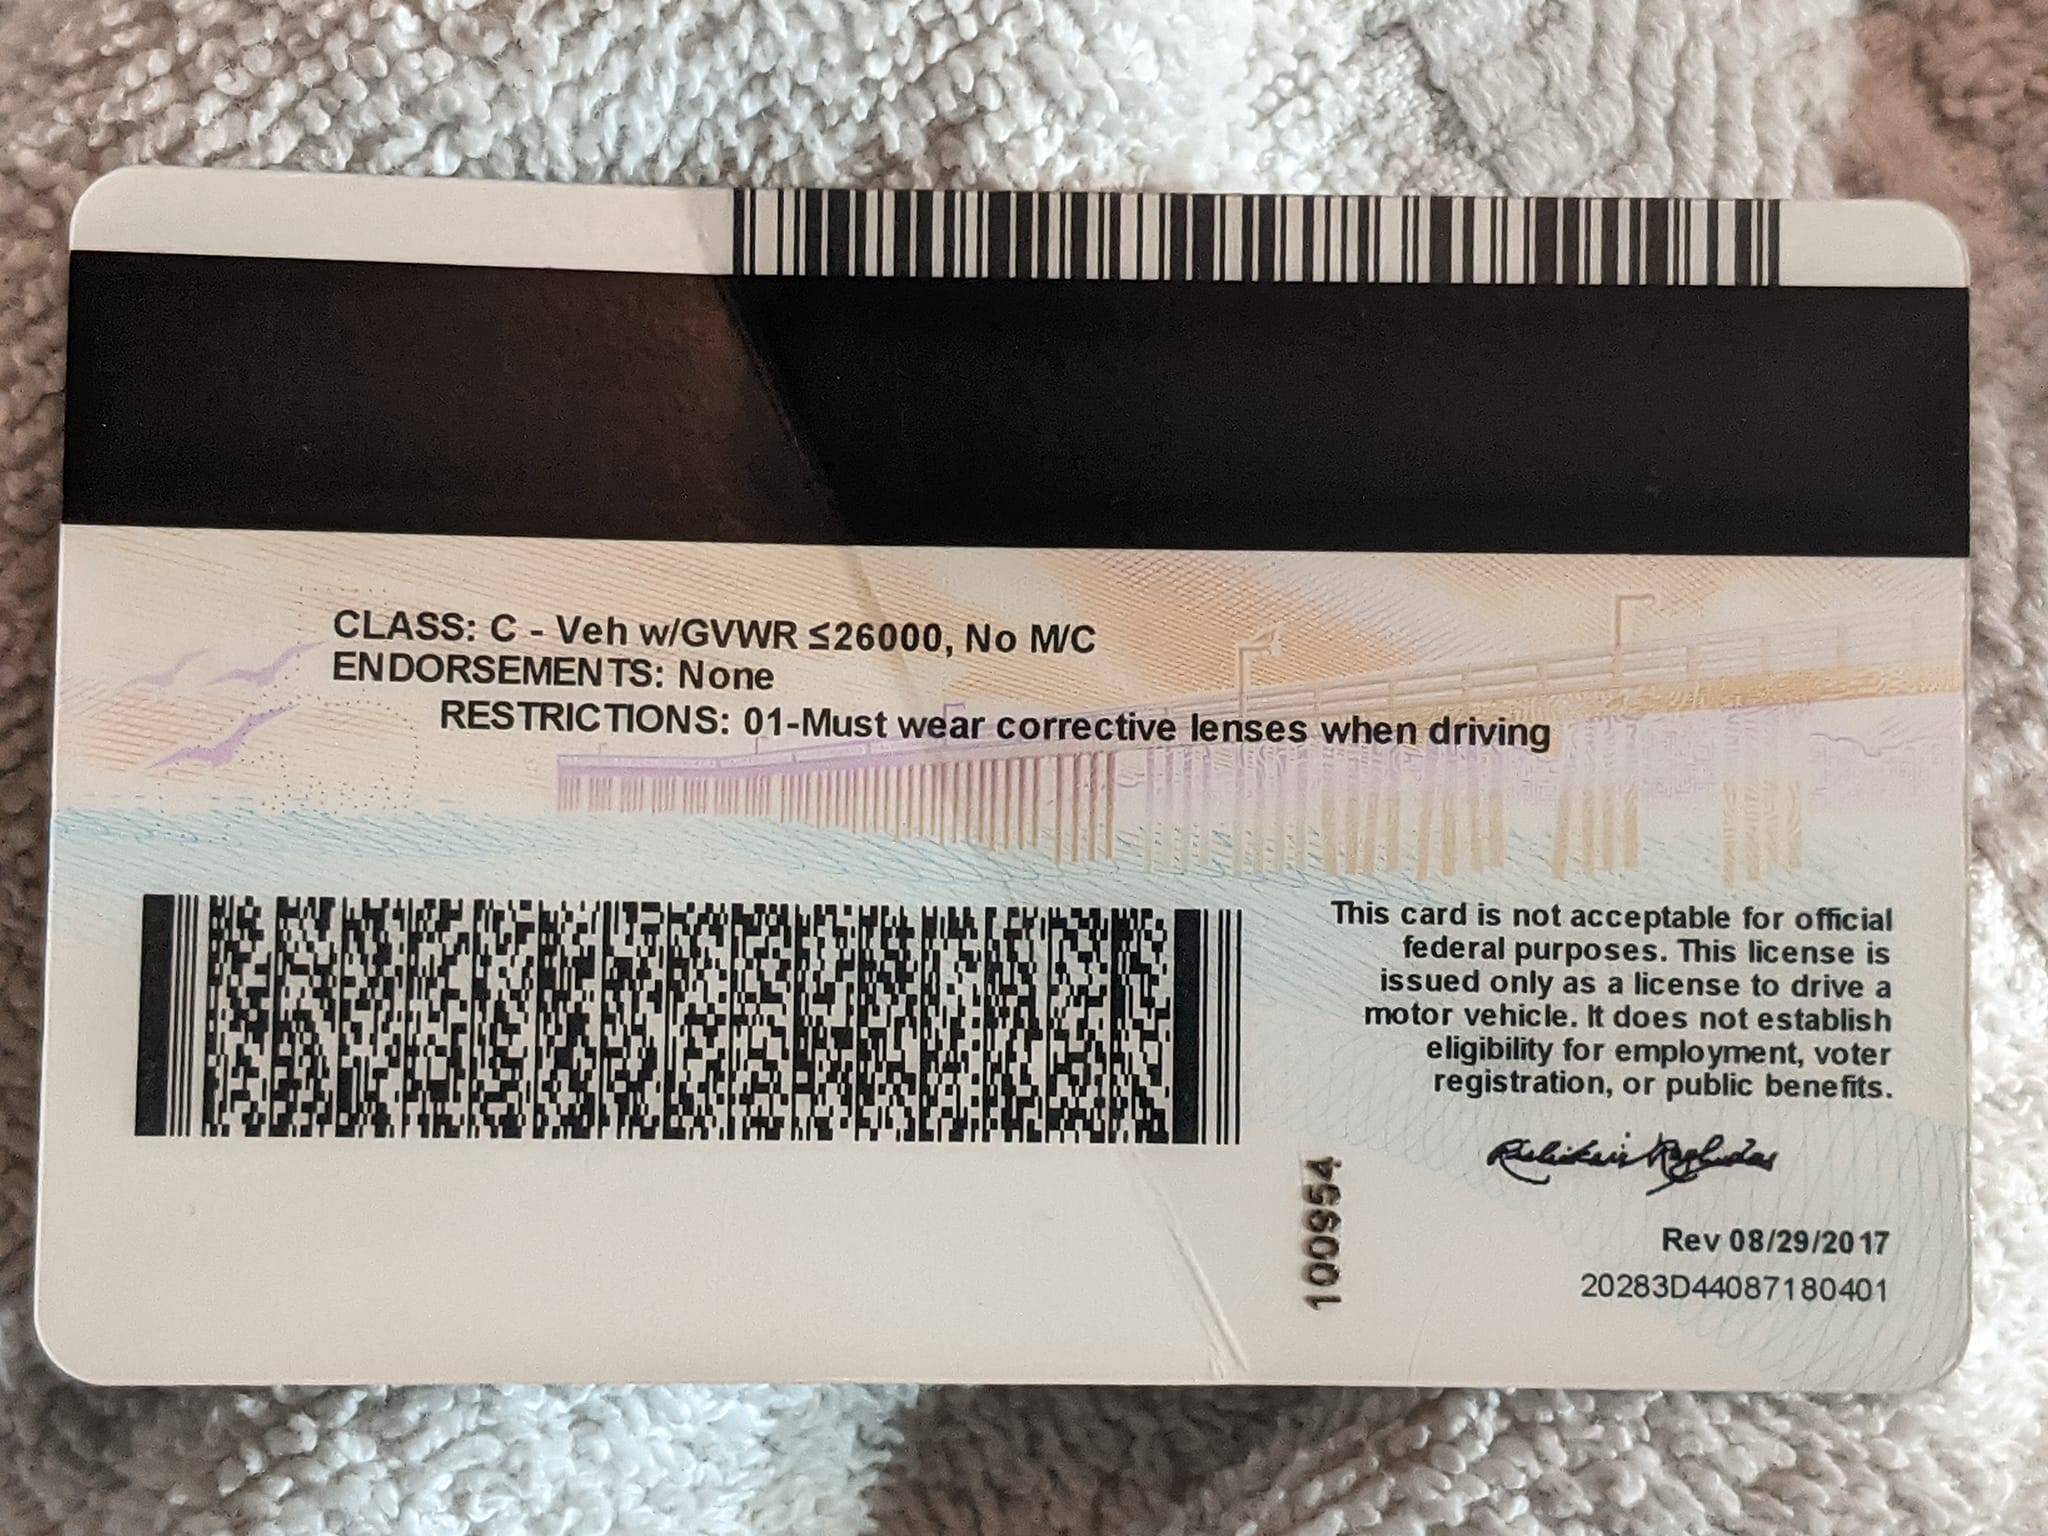 CLASS: C - Veh w/GVWR ≤26000, No M/C
ENDORSEMENTS: None
RESTRICTIONS: 01-Must wear corrective lenses when driving
This card is not acceptable for official
federal purposes. This license is
issued only as a license to drive a
motor vehicle. It does not establish
eligibility for employment, voter
registration, or public benefits.
100954
Rev 08/29/2017
20283D44087180401